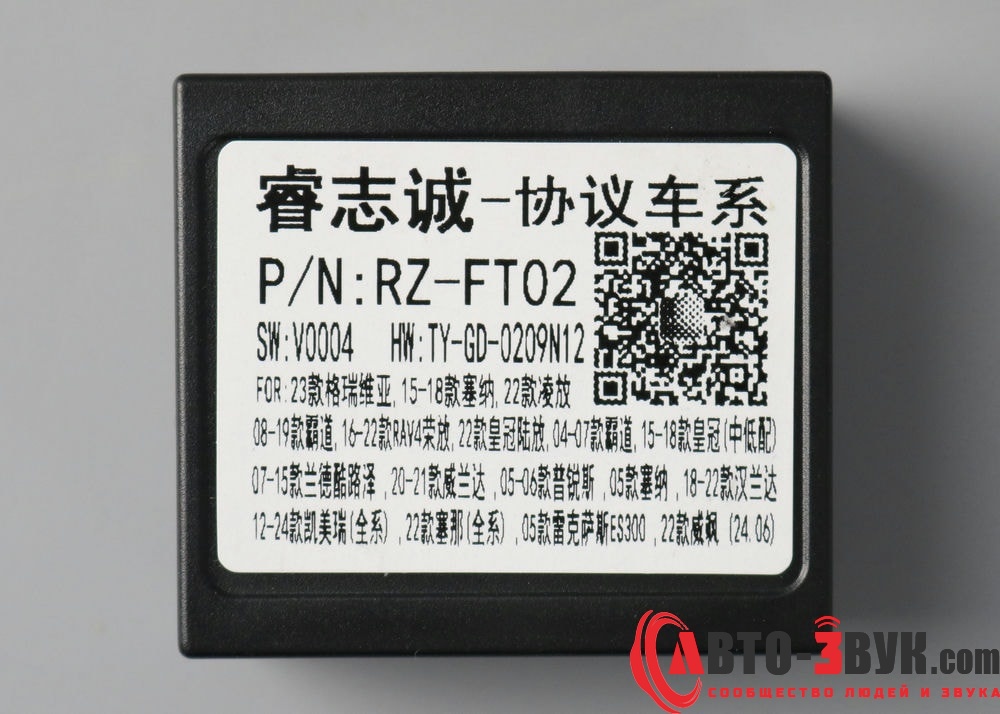 睿志诚-协议车系
P/N:RZ-FT02
SW:V0004 HW:TY-GD-0209N12
FOR:23款格瑞维亚,15-18款塞纳,22款凌放
08-19款霸道,16-22款RAV4荣放,22款皇冠陆放,04-07款霸道,15-18款皇冠(中低配)
07-15款兰德酷路泽,20-21款威兰达,05-06款普锐斯,05款塞纳,18-22款汉兰达
12-24款凯美瑞(全系),22款塞那(全系),05款雷克萨斯ES300,22款威飒 (24.06)
АВТО-ЗВУК.com
СООБЩЕСТВО ЛЮДЕЙ И ЗВУКА